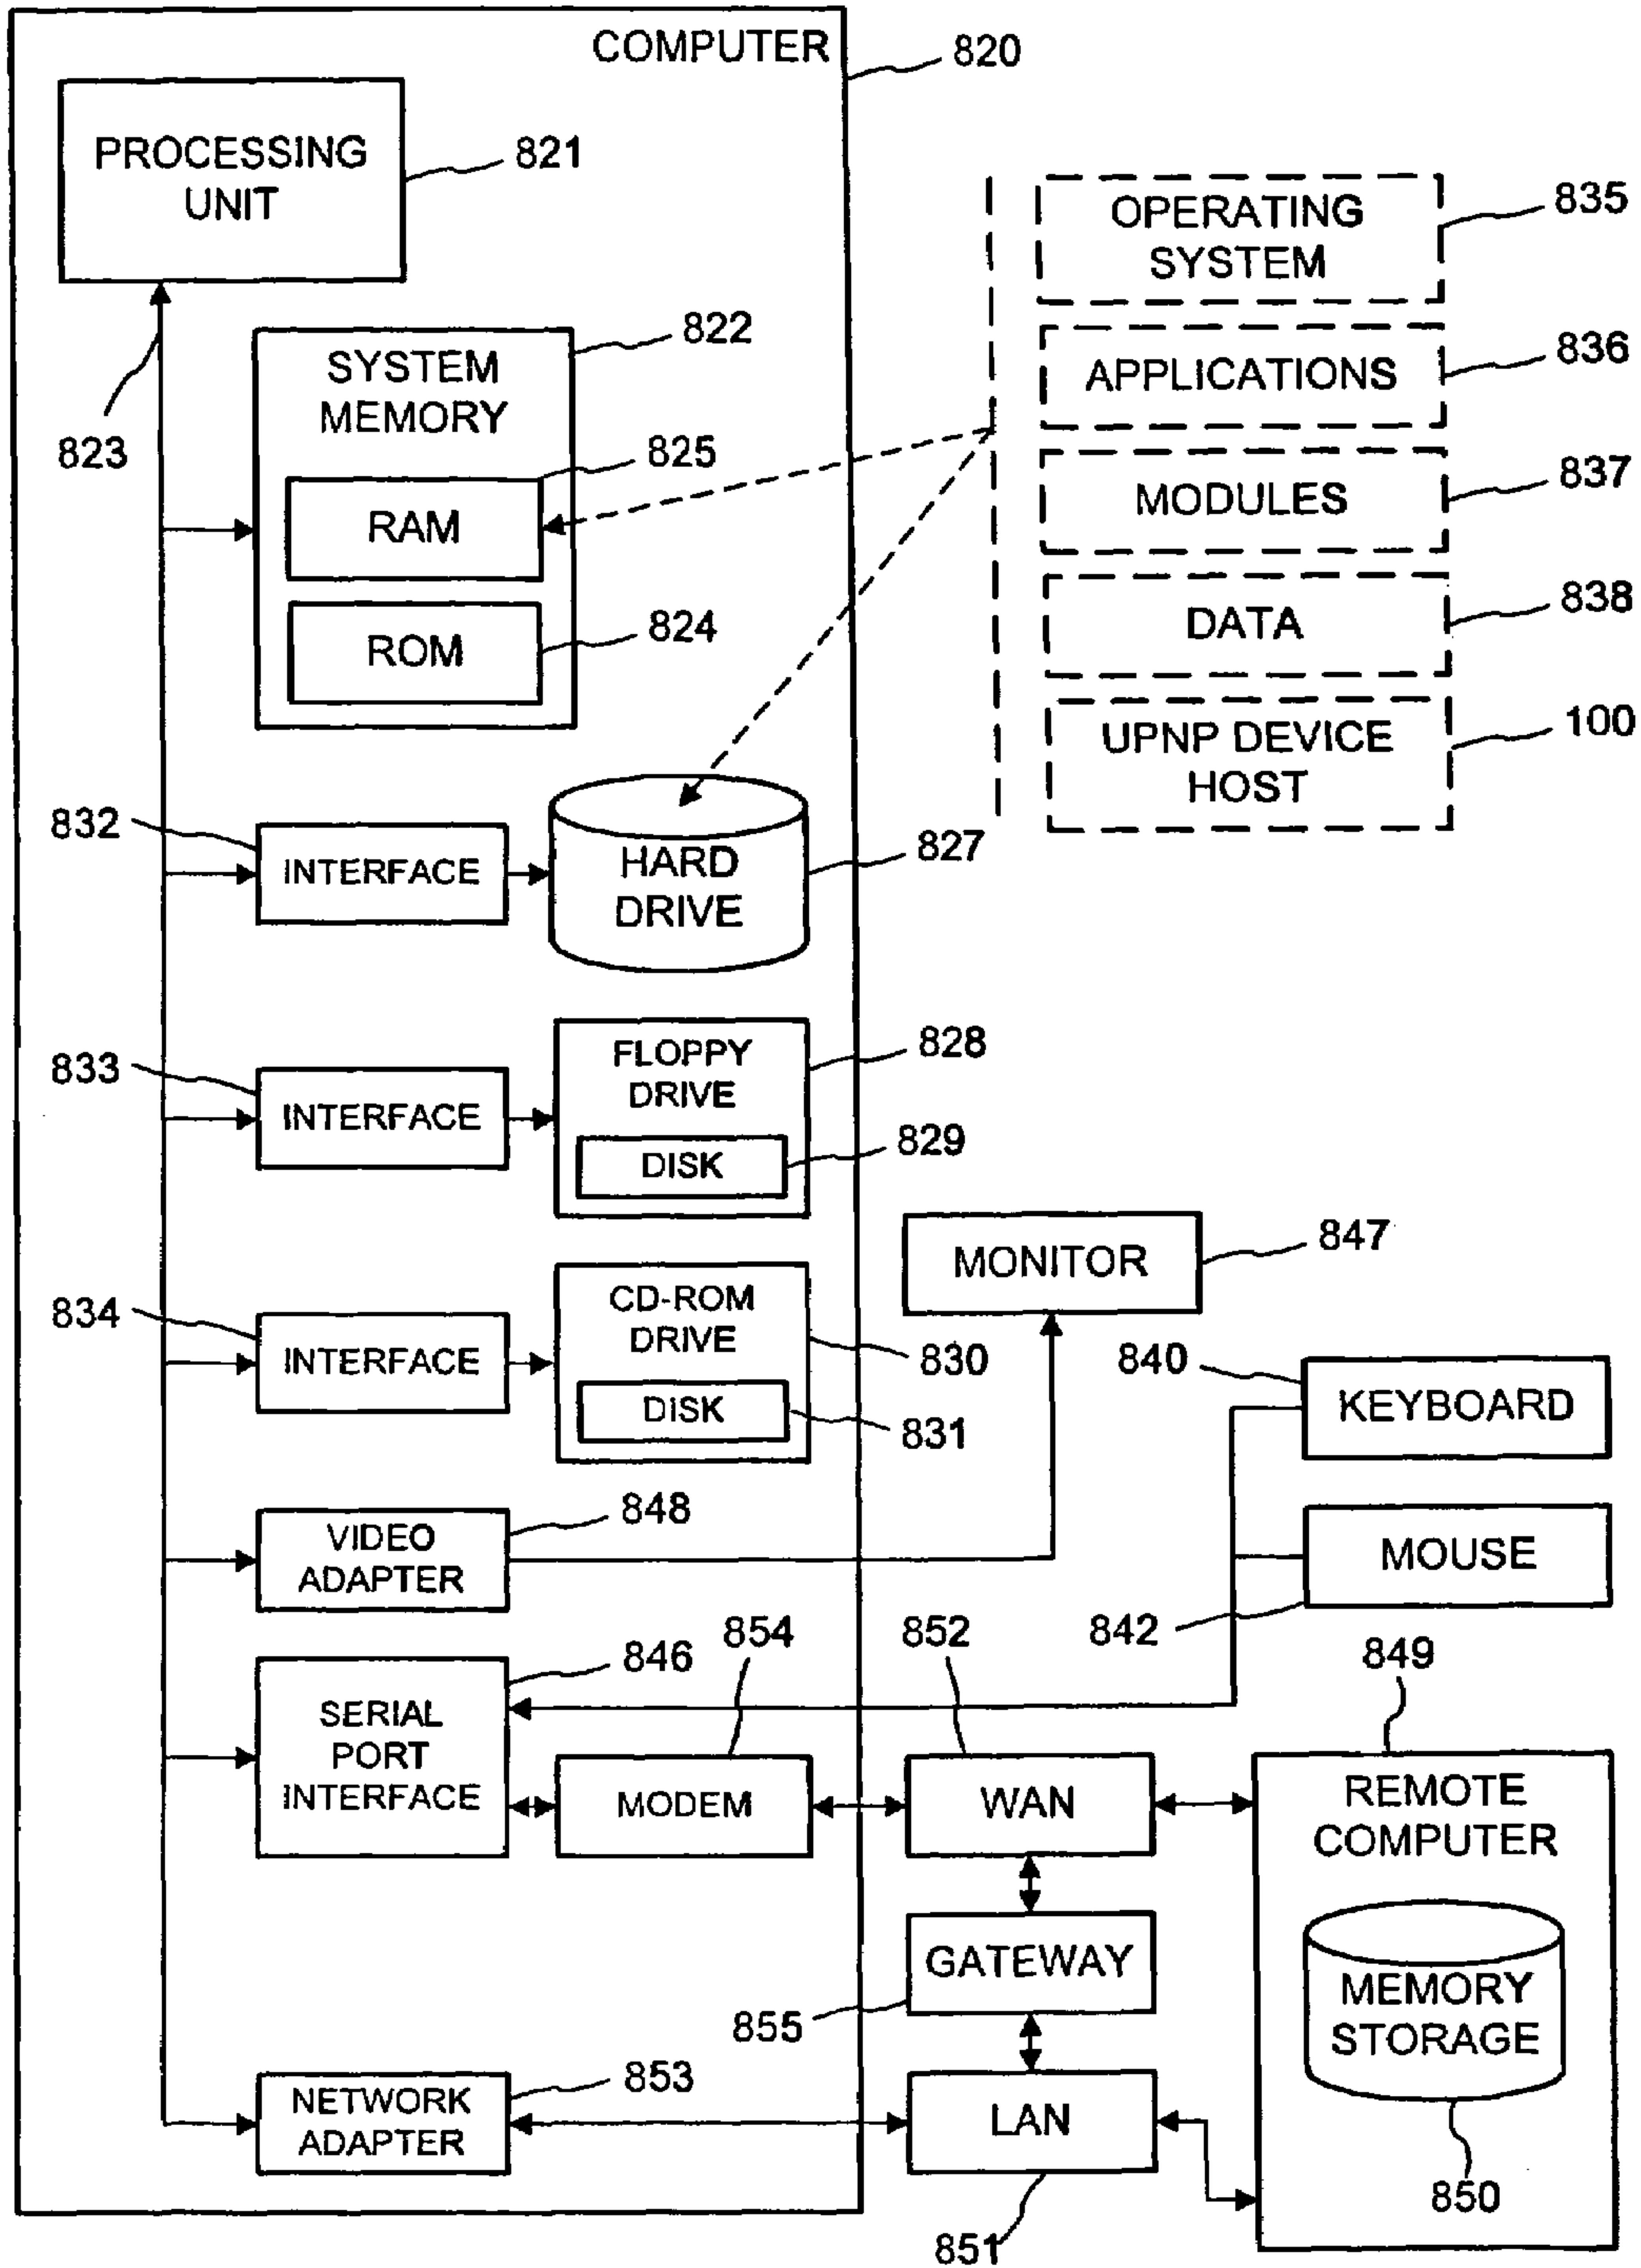 COMPUTER
820
PROCESSING
UNIT
821
823
SYSTEM
MEMORY
822
825
RAM
824
ROM
OPERATING
SYSTEM
835
APPLICATIONS
836
MODULES
837
DATA
838
UPNP DEVICE
HOST
100
832
INTERFACE
HARD
DRIVE
827
833
INTERFACE
FLOPPY
DRIVE
828
DISK
829
834
INTERFACE
CD-ROM
DRIVE
830
DISK
831
MONITOR
847
840
KEYBOARD
MOUSE
842
VIDEO
ADAPTER
848
SERIAL
PORT
INTERFACE
846
854
MODEM
852
WAN
849
REMOTE
COMPUTER
MEMORY
STORAGE
850
GATEWAY
855
NETWORK
ADAPTER
853
LAN
851